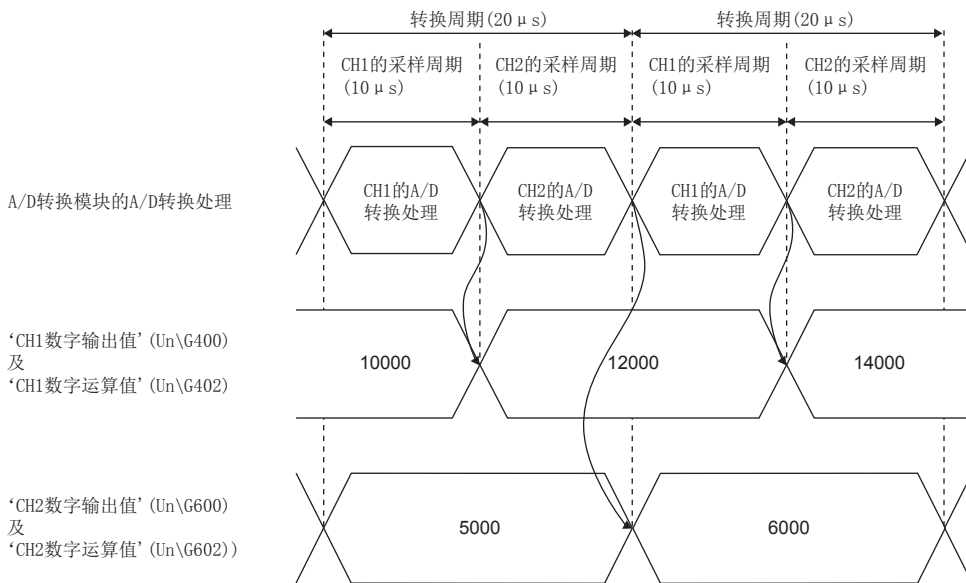 转换周期(20μs)
转换周期(20μs)
CH1的采样周期
(10μs)
CH2的采样周期
(10μs)
CH1的采样周期
(10μs)
CH2的采样周期
(10μs)
A/D转换模块的A/D转换处理
CH1的A/D
转换处理
CH2的A/D
转换处理
CH1的A/D
转换处理
CH2的A/D
转换处理
‘CH1数字输出值’(Un\G400)
及
‘CH1数字运算值’(Un\G402)
10000
12000
14000
‘CH2数字输出值’(Un\G600)
及
‘CH2数字运算值’(Un\G602))
5000
6000